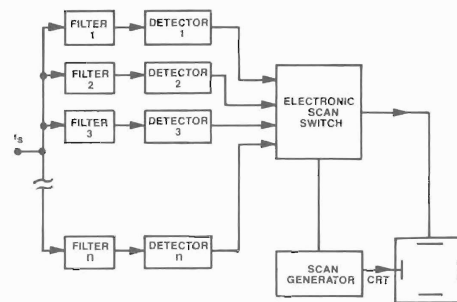 FILTER
1
DETECTOR
1
FILTER
2
DETECTOR
2
FILTER
3
DETECTOR
3
ELECTRONIC
SCAN
SWITCH
fs
FILTER
n
DETECTOR
n
SCAN
GENERATOR
CRT